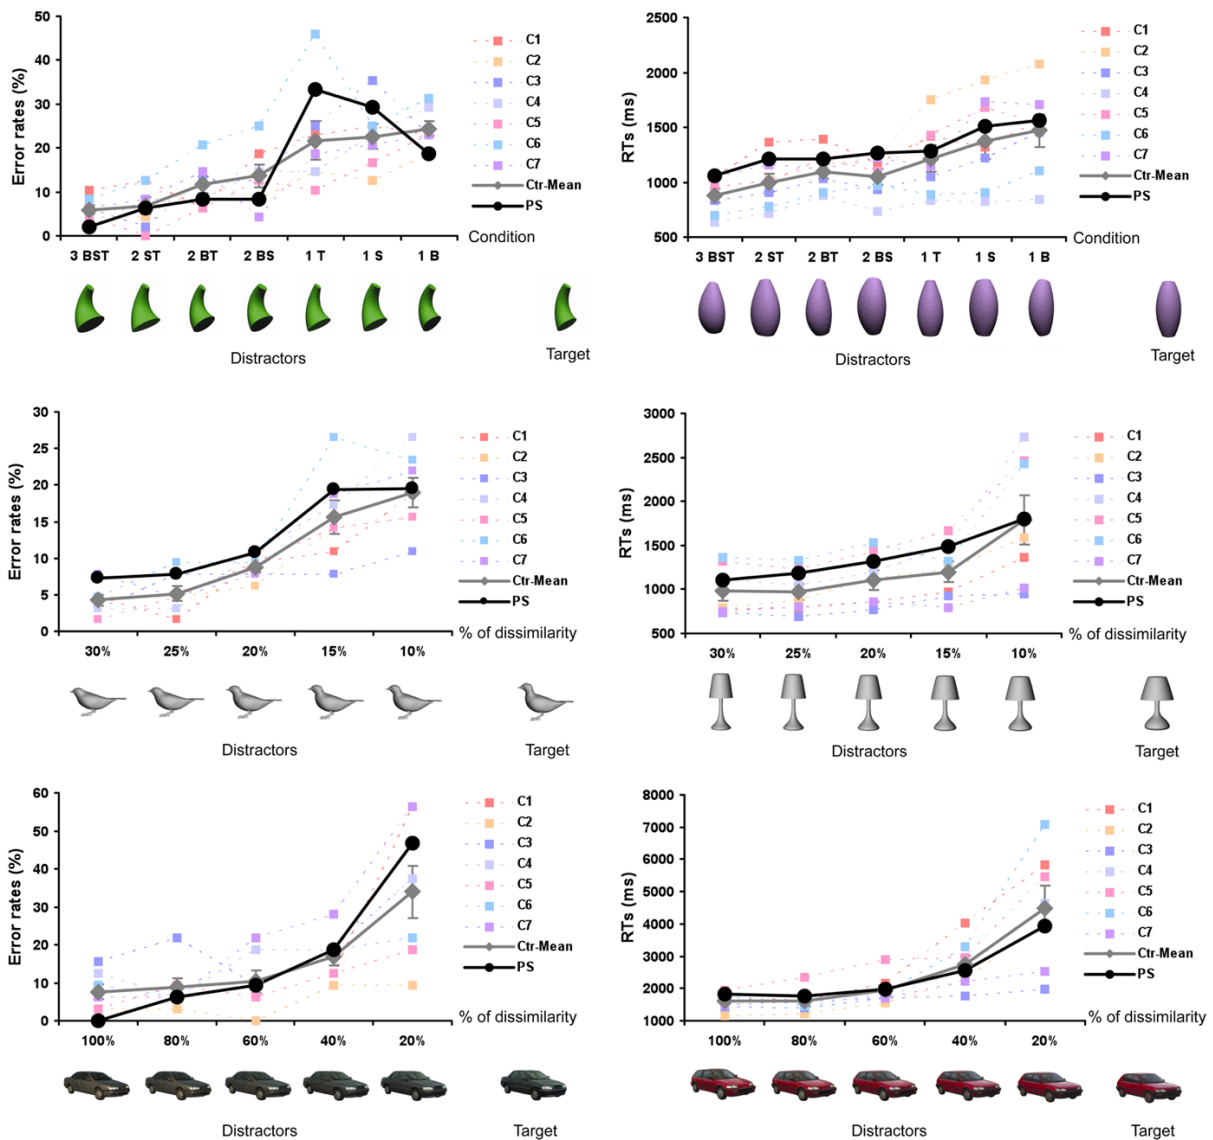 Error rates (%)
50
40
30
20
10
0
3 BST 2 ST 2 BT 2 BS 1 T 1 S 1 B
Condition
C1
C2
C3
C4
C5
C6
C7
Ctr-Mean
PS
Distractors
Target
RTs (ms)
2500
2000
1500
1000
500
3 BST 2 ST 2 BT 2 BS 1 T 1 S 1 B
Condition
C1
C2
C3
C4
C5
C6
C7
Ctr-Mean
PS
Distractors
Target
Error rates (%)
30
25
20
15
10
5
0
30% 25% 20% 15% 10%
% of dissimilarity
C1
C2
C3
C4
C5
C6
C7
Ctr-Mean
PS
Distractors
Target
RTs (ms)
3000
2500
2000
1500
1000
500
30% 25% 20% 15% 10%
% of dissimilarity
C1
C2
C3
C4
C5
C6
C7
Ctr-Mean
PS
Distractors
Target
Error rates (%)
60
50
40
30
20
10
0
100% 80% 60% 40% 20%
% of dissimilarity
C1
C2
C3
C4
C5
C6
C7
Ctr-Mean
PS
Distractors
Target
RTs (ms)
8000
7000
6000
5000
4000
3000
2000
1000
100% 80% 60% 40% 20%
% of dissimilarity
C1
C2
C3
C4
C5
C6
C7
Ctr-Mean
PS
Distractors
Target